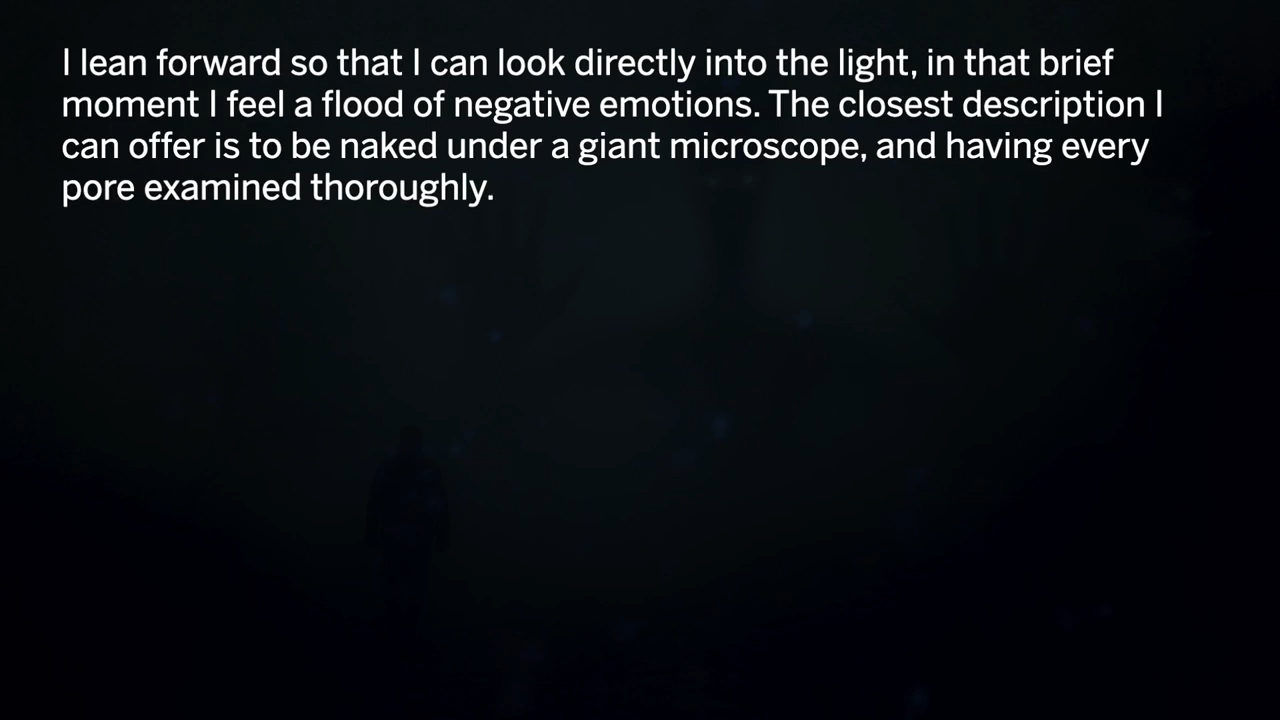 I lean forward so that I can look directly into the light, in that brief
moment I feel a flood of negative emotions. The closest description I
can offer is to be naked under a giant microscope, and having every
pore examined thoroughly.